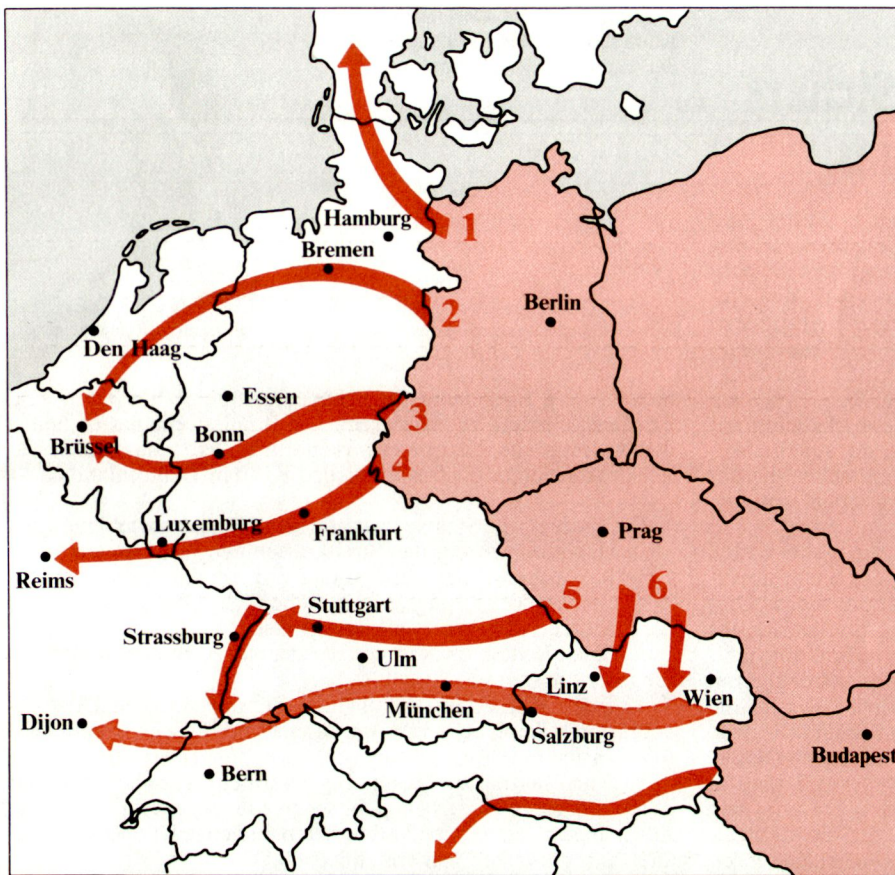 1
Hamburg
Bremen
2
Berlin
Den Haag
Essen
3
Brüssel
Bonn
4
Luxemburg
Frankfurt
Prag
Reims
5
6
Stuttgart
Strassburg
Ulm
Linz
Wien
München
Dijon
Salzburg
Budapest
Bern